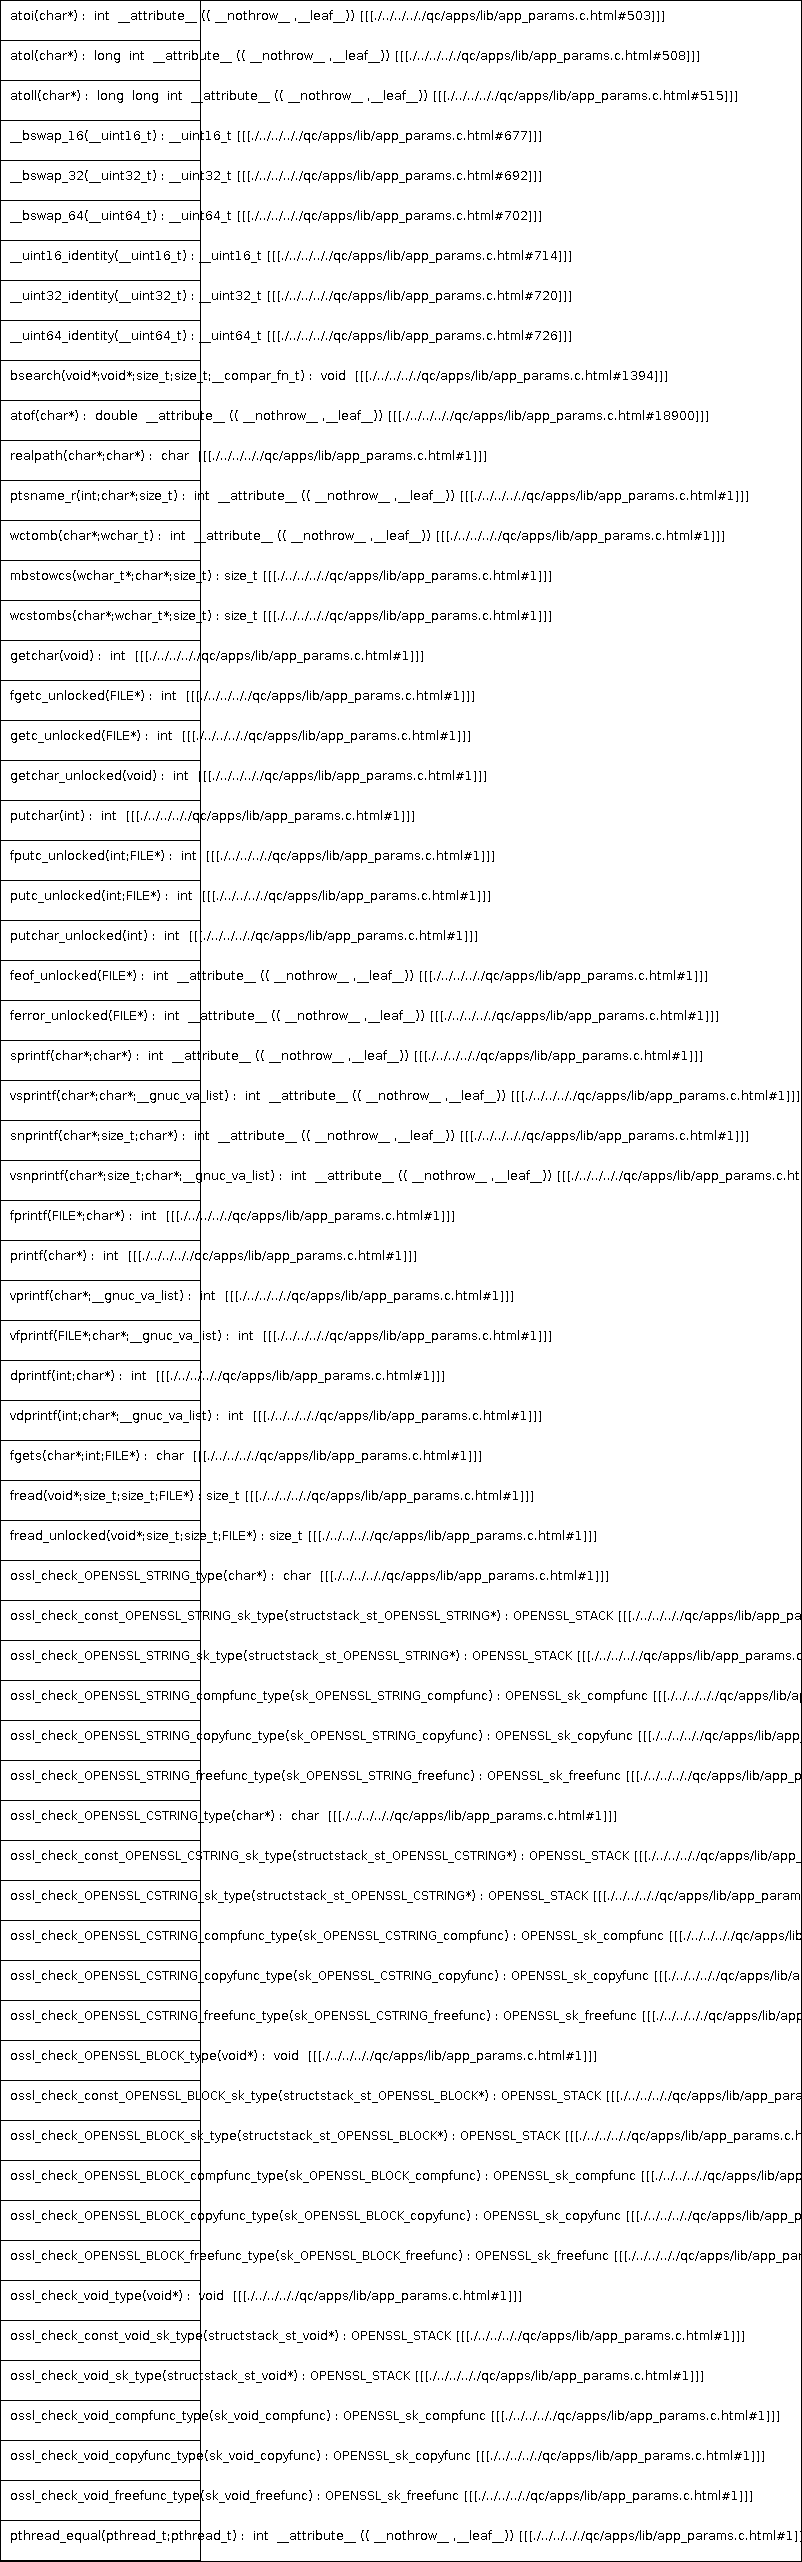 atoi(char*) : int __attribute__ (( __nothrow__ ,__leaf__)) [[[./../../.././qc/apps/lib/app_params.c.html#503]]]
atol(char*) : long int __attribute__ (( __nothrow__ ,__leaf__)) [[[./../../.././qc/apps/lib/app_params.c.html#508]]]
atoll(char*) : long long int __attribute__ (( __nothrow__ ,__leaf__)) [[[./../../.././qc/apps/lib/app_params.c.html#515]]]
__bswap_16(__uint16_t) : __uint16_t [[[./../../.././qc/apps/lib/app_params.c.html#677]]]
__bswap_32(__uint32_t) : __uint32_t [[[./../../.././qc/apps/lib/app_params.c.html#692]]]
__bswap_64(__uint64_t) : __uint64_t [[[./../../.././qc/apps/lib/app_params.c.html#702]]]
__uint16_identity(__uint16_t) : __uint16_t [[[./../../.././qc/apps/lib/app_params.c.html#714]]]
__uint32_identity(__uint32_t) : __uint32_t [[[./../../.././qc/apps/lib/app_params.c.html#720]]]
__uint64_identity(__uint64_t) : __uint64_t [[[./../../.././qc/apps/lib/app_params.c.html#726]]]
bsearch(void*;void*;size_t;size_t;__compar_fn_t) : void [[[./../../.././qc/apps/lib/app_params.c.html#1394]]]
atof(char*) : double __attribute__ (( __nothrow__ ,__leaf__)) [[[./../../.././qc/apps/lib/app_params.c.html#18900]]]
realpath(char*;char*) : char [[[./../../.././qc/apps/lib/app_params.c.html#1]]]
ptsname_r(int;char*;size_t) : int __attribute__ (( __nothrow__ ,__leaf__)) [[[./../../.././qc/apps/lib/app_params.c.html#1]]]
wctomb(char*;wchar_t) : int __attribute__ (( __nothrow__ ,__leaf__)) [[[./../../.././qc/apps/lib/app_params.c.html#1]]]
mbstowcs(wchar_t*;char*;size_t) : size_t [[[./../../.././qc/apps/lib/app_params.c.html#1]]]
wcstombs(char*;wchar_t*;size_t) : size_t [[[./../../.././qc/apps/lib/app_params.c.html#1]]]
getchar(void) : int [[[./../../.././qc/apps/lib/app_params.c.html#1]]]
fgetc_unlocked(FILE*) : int [[[./../../.././qc/apps/lib/app_params.c.html#1]]]
getc_unlocked(FILE*) : int [[[./../../.././qc/apps/lib/app_params.c.html#1]]]
getchar_unlocked(void) : int [[[./../../.././qc/apps/lib/app_params.c.html#1]]]
putchar(int) : int [[[./../../.././qc/apps/lib/app_params.c.html#1]]]
fputc_unlocked(int;FILE*) : int [[[./../../.././qc/apps/lib/app_params.c.html#1]]]
putc_unlocked(int;FILE*) : int [[[./../../.././qc/apps/lib/app_params.c.html#1]]]
putchar_unlocked(int) : int [[[./../../.././qc/apps/lib/app_params.c.html#1]]]
feof_unlocked(FILE*) : int __attribute__ (( __nothrow__ ,__leaf__)) [[[./../../.././qc/apps/lib/app_params.c.html#1]]]
ferror_unlocked(FILE*) : int __attribute__ (( __nothrow__ ,__leaf__)) [[[./../../.././qc/apps/lib/app_params.c.html#1]]]
sprintf(char*;char*) : int __attribute__ (( __nothrow__ ,__leaf__)) [[[./../../.././qc/apps/lib/app_params.c.html#1]]]
vsprintf(char*;char*;__gnuc_va_list) : int __attribute__ (( __nothrow__ ,__leaf__)) [[[./../../.././qc/apps/lib/app_params.c.html#1]]]
snprintf(char*;size_t;char*) : int __attribute__ (( __nothrow__ ,__leaf__)) [[[./../../.././qc/apps/lib/app_params.c.html#1]]]
vsnprintf(char*;size_t;char*;__gnuc_va_list) : int __attribute__ (( __nothrow__ ,__leaf__)) [[[./../../.././qc/apps/lib/app_params.c.ht
fprintf(FILE*;char*) : int [[[./../../.././qc/apps/lib/app_params.c.html#1]]]
printf(char*) : int [[[./../../.././qc/apps/lib/app_params.c.html#1]]]
vprintf(char*;__gnuc_va_list) : int [[[./../../.././qc/apps/lib/app_params.c.html#1]]]
vfprintf(FILE*;char*;__gnuc_va_list) : int [[[./../../.././qc/apps/lib/app_params.c.html#1]]]
dprintf(int;char*) : int [[[./../../.././qc/apps/lib/app_params.c.html#1]]]
vdprintf(int;char*;__gnuc_va_list) : int [[[./../../.././qc/apps/lib/app_params.c.html#1]]]
fgets(char*;int;FILE*) : char [[[./../../.././qc/apps/lib/app_params.c.html#1]]]
fread(void*;size_t;size_t;FILE*) : size_t [[[./../../.././qc/apps/lib/app_params.c.html#1]]]
fread_unlocked(void*;size_t;size_t;FILE*) : size_t [[[./../../.././qc/apps/lib/app_params.c.html#1]]]
ossl_check_OPENSSL_STRING_type(char*) : char [[[./../../.././qc/apps/lib/app_params.c.html#1]]]
ossl_check_const_OPENSSL_STRING_sk_type(structstack_st_OPENSSL_STRING*) : OPENSSL_STACK [[[./../../.././qc/apps/lib/app_pa
ossl_check_OPENSSL_STRING_sk_type(structstack_st_OPENSSL_STRING*) : OPENSSL_STACK [[[./../../.././qc/apps/lib/app_params.c
ossl_check_OPENSSL_STRING_compfunc_type(sk_OPENSSL_STRING_compfunc) : OPENSSL_sk_compfunc [[[./../../.././qc/apps/lib/ap
ossl_check_OPENSSL_STRING_copyfunc_type(sk_OPENSSL_STRING_copyfunc) : OPENSSL_sk_copyfunc [[[./../../.././qc/apps/lib/app_
ossl_check_OPENSSL_STRING_freefunc_type(sk_OPENSSL_STRING_freefunc) : OPENSSL_sk_freefunc [[[./../../.././qc/apps/lib/app_p
ossl_check_OPENSSL_CSTRING_type(char*) : char [[[./../../.././qc/apps/lib/app_params.c.html#1]]]
ossl_check_const_OPENSSL_CSTRING_sk_type(structstack_st_OPENSSL_CSTRING*) : OPENSSL_STACK [[[./../../.././qc/apps/lib/app_
ossl_check_OPENSSL_CSTRING_sk_type(structstack_st_OPENSSL_CSTRING*) : OPENSSL_STACK [[[./../../.././qc/apps/lib/app_param
ossl_check_OPENSSL_CSTRING_compfunc_type(sk_OPENSSL_CSTRING_compfunc) : OPENSSL_sk_compfunc [[[./../../.././qc/apps/lib
ossl_check_OPENSSL_CSTRING_copyfunc_type(sk_OPENSSL_CSTRING_copyfunc) : OPENSSL_sk_copyfunc [[[./../../.././qc/apps/lib/a
ossl_check_OPENSSL_CSTRING_freefunc_type(sk_OPENSSL_CSTRING_freefunc) : OPENSSL_sk_freefunc [[[./../../.././qc/apps/lib/app
ossl_check_OPENSSL_BLOCK_type(void*) : void [[[./../../.././qc/apps/lib/app_params.c.html#1]]]
ossl_check_const_OPENSSL_BLOCK_sk_type(structstack_st_OPENSSL_BLOCK*) : OPENSSL_STACK [[[./../../.././qc/apps/lib/app_para
ossl_check_OPENSSL_BLOCK_sk_type(structstack_st_OPENSSL_BLOCK*) : OPENSSL_STACK [[[./../../.././qc/apps/lib/app_params.c.h
ossl_check_OPENSSL_BLOCK_compfunc_type(sk_OPENSSL_BLOCK_compfunc) : OPENSSL_sk_compfunc [[[./../../.././qc/apps/lib/app
ossl_check_OPENSSL_BLOCK_copyfunc_type(sk_OPENSSL_BLOCK_copyfunc) : OPENSSL_sk_copyfunc [[[./../../.././qc/apps/lib/app_p
ossl_check_OPENSSL_BLOCK_freefunc_type(sk_OPENSSL_BLOCK_freefunc) : OPENSSL_sk_freefunc [[[./../../.././qc/apps/lib/app_par
ossl_check_void_type(void*) : void [[[./../../.././qc/apps/lib/app_params.c.html#1]]]
ossl_check_const_void_sk_type(structstack_st_void*) : OPENSSL_STACK [[[./../../.././qc/apps/lib/app_params.c.html#1]]]
ossl_check_void_sk_type(structstack_st_void*) : OPENSSL_STACK [[[./../../.././qc/apps/lib/app_params.c.html#1]]]
ossl_check_void_compfunc_type(sk_void_compfunc) : OPENSSL_sk_compfunc [[[./../../.././qc/apps/lib/app_params.c.html#1]]]
ossl_check_void_copyfunc_type(sk_void_copyfunc) : OPENSSL_sk_copyfunc [[[./../../.././qc/apps/lib/app_params.c.html#1]]]
ossl_check_void_freefunc_type(sk_void_freefunc) : OPENSSL_sk_freefunc [[[./../../.././qc/apps/lib/app_params.c.html#1]]]
pthread_equal(pthread_t;pthread_t) : int __attribute__ (( __nothrow__ ,__leaf__)) [[[./../../.././qc/apps/lib/app_params.c.html#1]]]